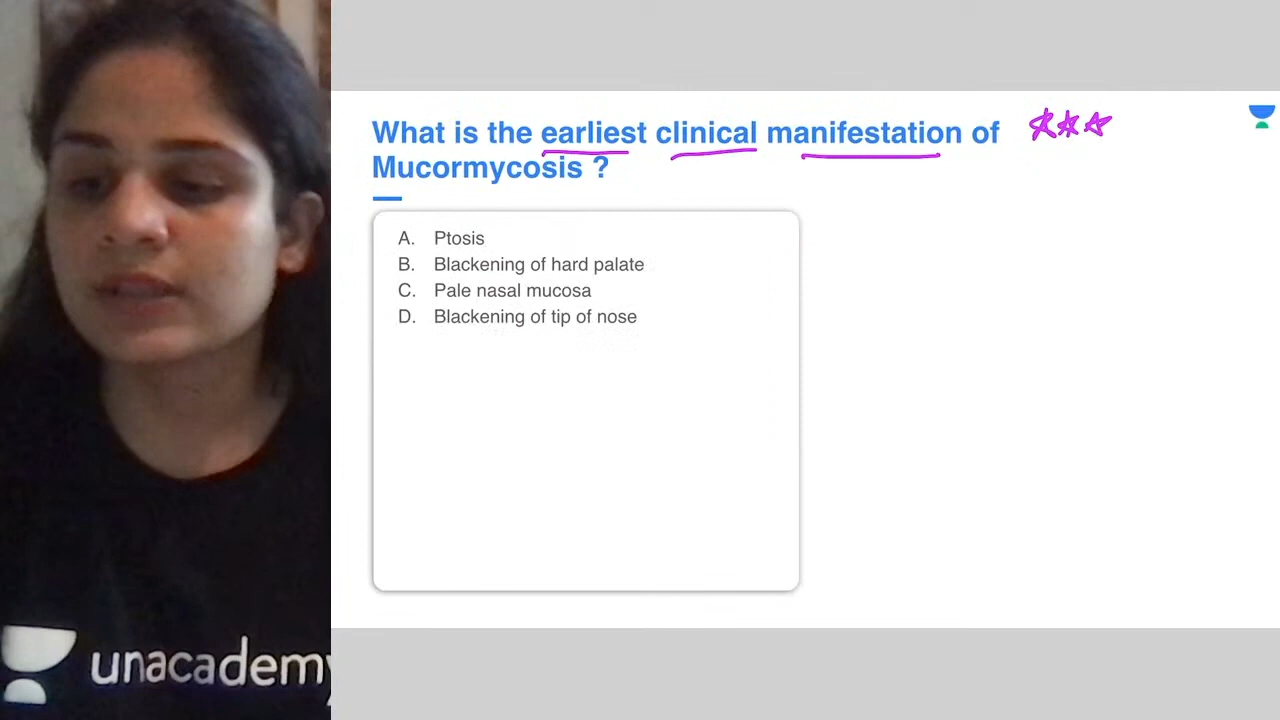 What is the earliest clinical manifestation of
Mucormycosis ?
A. Ptosis
B. Blackening of hard palate
C. Pale nasal mucosa
D. Blackening of tip of nose
unacademy